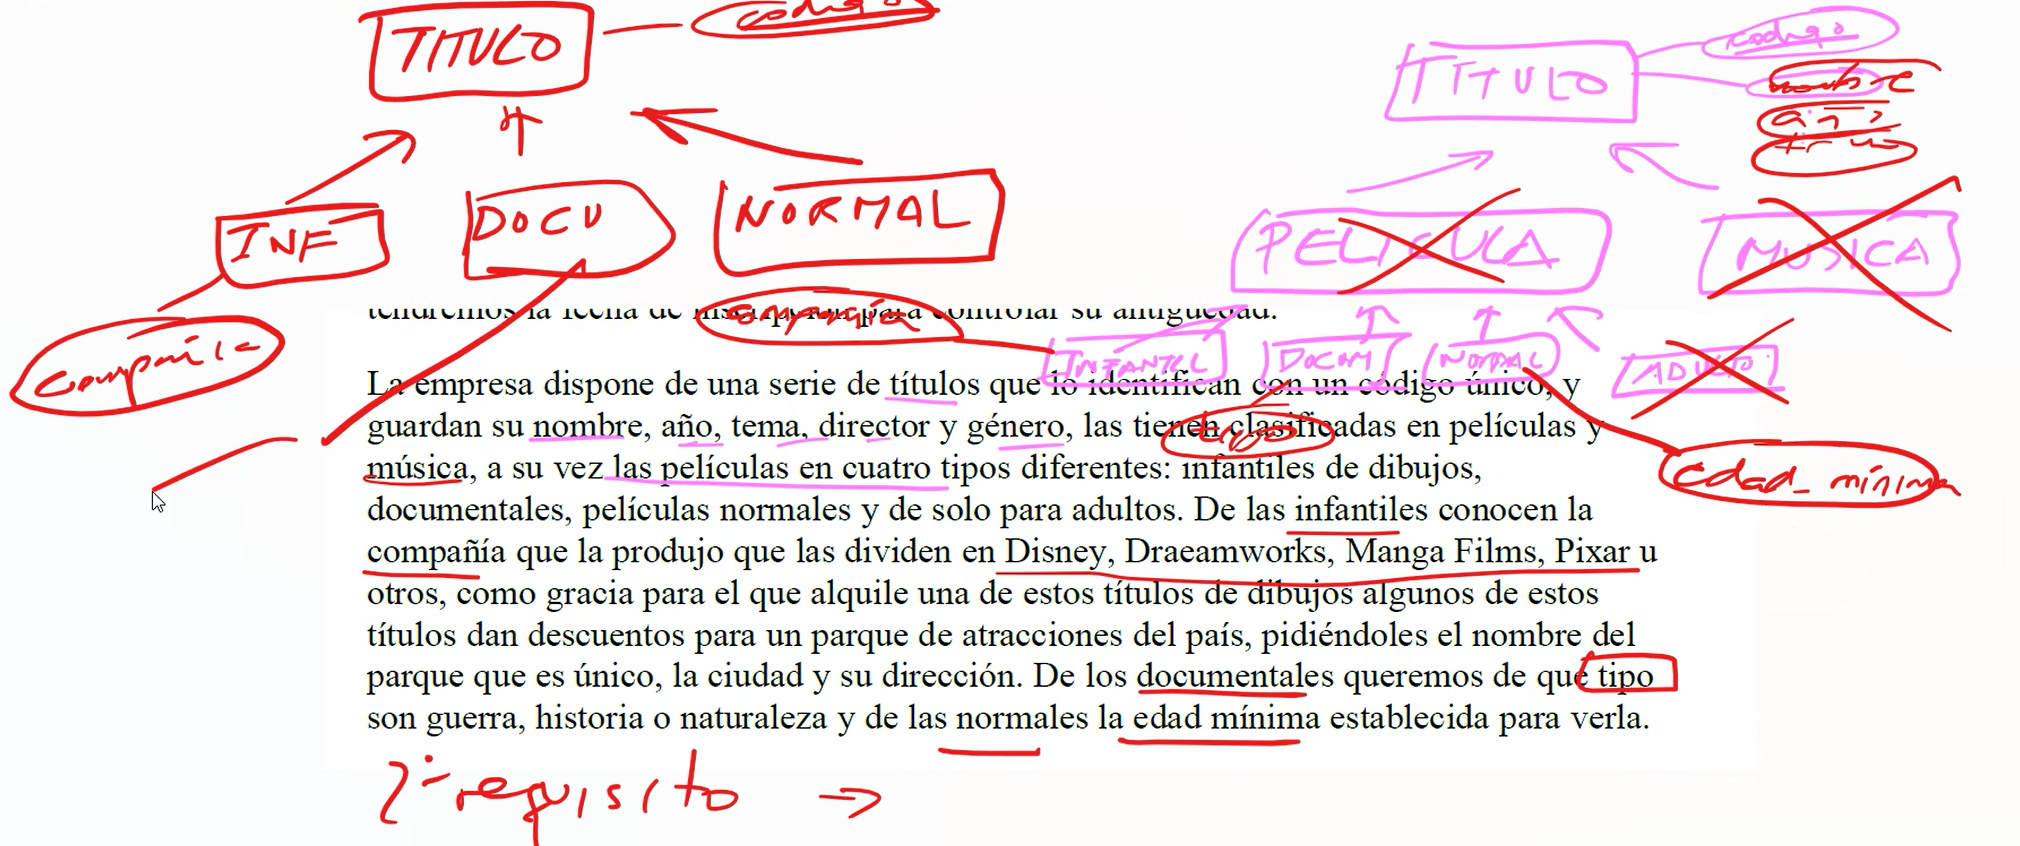 TITULO codigo
codigo
TITULO nombre
año
INF DOCU NORMAL
PELICULA MUSICA
compañia
tendremos la fecha de inscripción para controlar su antigüedad.
compañia
INFANTIL DOCUM NORMAL ADULTO
La empresa dispone de una serie de títulos que lo identifican con un código único, y
guardan su nombre, año, tema, director y género, las tienen clasificadas en películas y
tipo
música, a su vez las películas en cuatro tipos diferentes: infantiles de dibujos,
edad_mínima
documentales, películas normales y de solo para adultos. De las infantiles conocen la
compañía que la produjo que las dividen en Disney, Draeamworks, Manga Films, Pixar u
otros, como gracia para el que alquile una de estos títulos de dibujos algunos de estos
títulos dan descuentos para un parque de atracciones del país, pidiéndoles el nombre del
parque que es único, la ciudad y su dirección. De los documentales queremos de qué tipo
son guerra, historia o naturaleza y de las normales la edad mínima establecida para verla.
2º requisito →